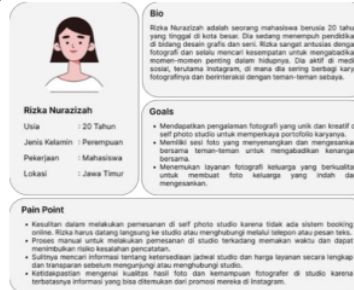 Bio
Rizka Nurazizah adalah seorang mahasiswa berusia 20 tahu
yang tinggal di kota besar. Dia sedang menempuh pendidika
di bidang desain grafis dan seni. Rizka sangat antusias denga
fotografi dan selalu mencari kesempatan untuk mengabadika
momen-momen penting dalam hidupnya. Dia aktif di medi
sosial, terutama Instagram, di mana dia sering berbagi kary
fotografinya dan berinteraksi dengan teman-teman sebaya.
Rizka Nurazizah
Usia : 20 Tahun
Jenis Kelamin : Perempuan
Pekerjaan : Mahasiswa
Lokasi : Jawa Timur
Goals
• Mendapatkan pengalaman fotografi yang unik dan kreatif d
self photo studio untuk memperkaya portofolio karyanya.
• Memiliki sesi foto yang menyenangkan dan mengesanka
bersama teman-teman untuk mengabadikan kenanga
bersama.
• Menemukan layanan fotografi keluarga yang berkualita
untuk membuat foto keluarga yang indah da
mengesankan.
Pain Point
• Kesulitan dalam melakukan pemesanan di self photo studio karena tidak ada sistem booking
online. Rizka harus datang langsung ke studio atau menghubungi melalui telepon atau pesan teks.
• Proses manual untuk melakukan pemesanan di studio terkadang memakan waktu dan dapat
menimbulkan risiko kesalahan pencatatan.
• Sulitnya mencari informasi tentang ketersediaan jadwal studio dan harga layanan secara lengkap
dan transparan sebelum mengunjungi atau menghubungi studio.
• Ketidakpastian mengenai kualitas hasil foto dan kemampuan fotografer di studio karena
terbatasnya informasi yang bisa ditemukan dari promosi mereka di Instagram.